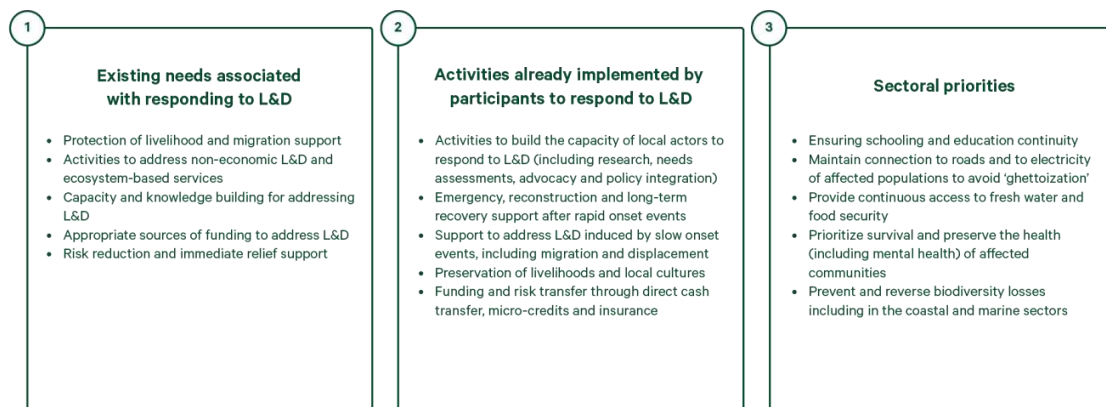 1
Existing needs associated
with responding to L&D
• Protection of livelihood and migration support
• Activities to address non-economic L&D and
ecosystem-based services
• Capacity and knowledge building for addressing
L&D
• Appropriate sources of funding to address L&D
• Risk reduction and immediate relief support
2
Activities already implemented by
participants to respond to L&D
• Activities to build the capacity of local actors to
respond to L&D (including research, needs
assessments, advocacy and policy integration)
• Emergency, reconstruction and long-term
recovery support after rapid onset events
• Support to address L&D induced by slow onset
events, including migration and displacement
• Preservation of livelihoods and local cultures
• Funding and risk transfer through direct cash
transfer, micro-credits and insurance
3
Sectoral priorities
• Ensuring schooling and education continuity
• Maintain connection to roads and to electricity
of affected populations to avoid ‘ghettoization’
• Provide continuous access to fresh water and
food security
• Prioritize survival and preserve the health
(including mental health) of affected
communities
• Prevent and reverse biodiversity losses
including in the coastal and marine sectors